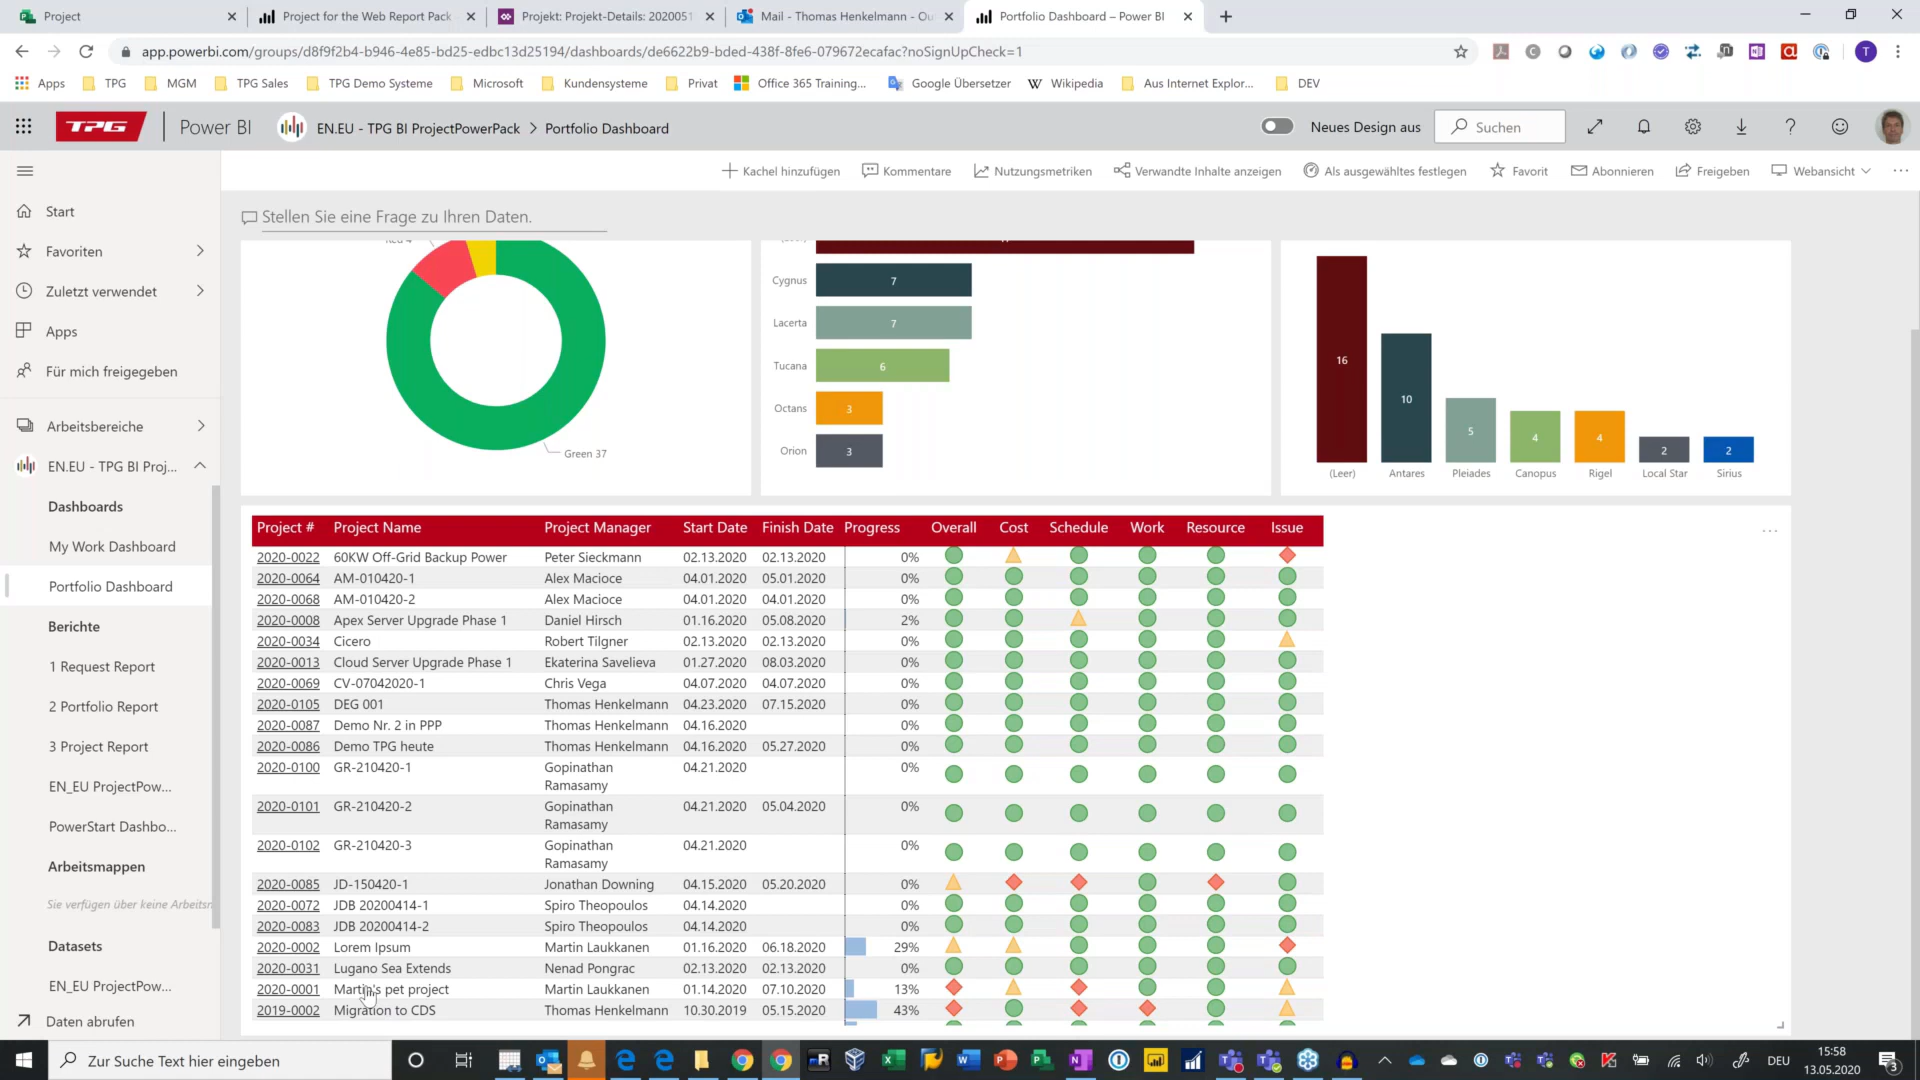 Project
Project for the Web Report Pack
Projekt: Projekt-Details: 2020051
Mail - Thomas Henkelmann - Ou
Portfolio Dashboard – Power BI
app.powerbi.com/groups/d8f9f2b4-b946-4e85-bd25-edbc13d25194/dashboards/de6622b9-bded-438f-8fe6-079672ecafac?noSignUpCheck=1
Apps TPG MGM TPG Sales TPG Demo Systeme Microsoft Kundensysteme Privat Office 365 Training... Google Übersetzer Wikipedia Aus Internet Explor... DEV
TPG Power BI EN.EU - TPG BI ProjectPowerPack > Portfolio Dashboard Neues Design aus Suchen
Kachel hinzufügen Kommentare Nutzungsmetriken Verwandte Inhalte anzeigen Als ausgewähltes festlegen Favorit Abonnieren Freigeben Webansicht
Start
Favoriten
Zuletzt verwendet
Apps
Für mich freigegeben
Arbeitsbereiche
EN.EU - TPG BI Proj...
Dashboards
My Work Dashboard
Portfolio Dashboard
Berichte
1 Request Report
2 Portfolio Report
3 Project Report
EN_EU ProjectPow...
PowerStart Dashbo...
Arbeitsmappen
Sie verfügen über keine Arbeitsr
Datasets
EN_EU ProjectPow...
Daten abrufen
Stellen Sie eine Frage zu Ihren Daten.
Green 37
Cygnus 7
Lacerta 7
Tucana 6
Octans 3
Orion 3
16 10 5 4 4 2 2
(Leer) Antares Pleiades Canopus Rigel Local Star Sirius
Project # Project Name Project Manager Start Date Finish Date Progress Overall Cost Schedule Work Resource Issue
2020-0022 60KW Off-Grid Backup Power Peter Sieckmann 02.13.2020 02.13.2020 0%
2020-0064 AM-010420-1 Alex Macioce 04.01.2020 05.01.2020 0%
2020-0068 AM-010420-2 Alex Macioce 04.01.2020 04.01.2020 0%
2020-0008 Apex Server Upgrade Phase 1 Daniel Hirsch 01.16.2020 05.08.2020 2%
2020-0034 Cicero Robert Tilgner 02.13.2020 02.13.2020 0%
2020-0013 Cloud Server Upgrade Phase 1 Ekaterina Savelieva 01.27.2020 08.03.2020 0%
2020-0069 CV-07042020-1 Chris Vega 04.07.2020 04.07.2020 0%
2020-0105 DEG 001 Thomas Henkelmann 04.23.2020 07.15.2020 0%
2020-0087 Demo Nr. 2 in PPP Thomas Henkelmann 04.16.2020 0%
2020-0086 Demo TPG heute Thomas Henkelmann 04.16.2020 05.27.2020 0%
2020-0100 GR-210420-1 Gopinathan 04.21.2020 0%
Ramasamy
2020-0101 GR-210420-2 Gopinathan 04.21.2020 05.04.2020 0%
Ramasamy
2020-0102 GR-210420-3 Gopinathan 04.21.2020 0%
Ramasamy
2020-0085 JD-150420-1 Jonathan Downing 04.15.2020 05.20.2020 0%
2020-0072 JDB 20200414-1 Spiro Theopoulos 04.14.2020 0%
2020-0083 JDB 20200414-2 Spiro Theopoulos 04.14.2020 0%
2020-0002 Lorem Ipsum Martin Laukkanen 01.16.2020 06.18.2020 29%
2020-0031 Lugano Sea Extends Nenad Pongrac 02.13.2020 02.13.2020 0%
2020-0001 Martin's pet project Martin Laukkanen 01.14.2020 07.10.2020 13%
2019-0002 Migration to CDS Thomas Henkelmann 10.30.2019 05.15.2020 43%
Zur Suche Text hier eingeben
DEU
15:58
13.05.2020
3